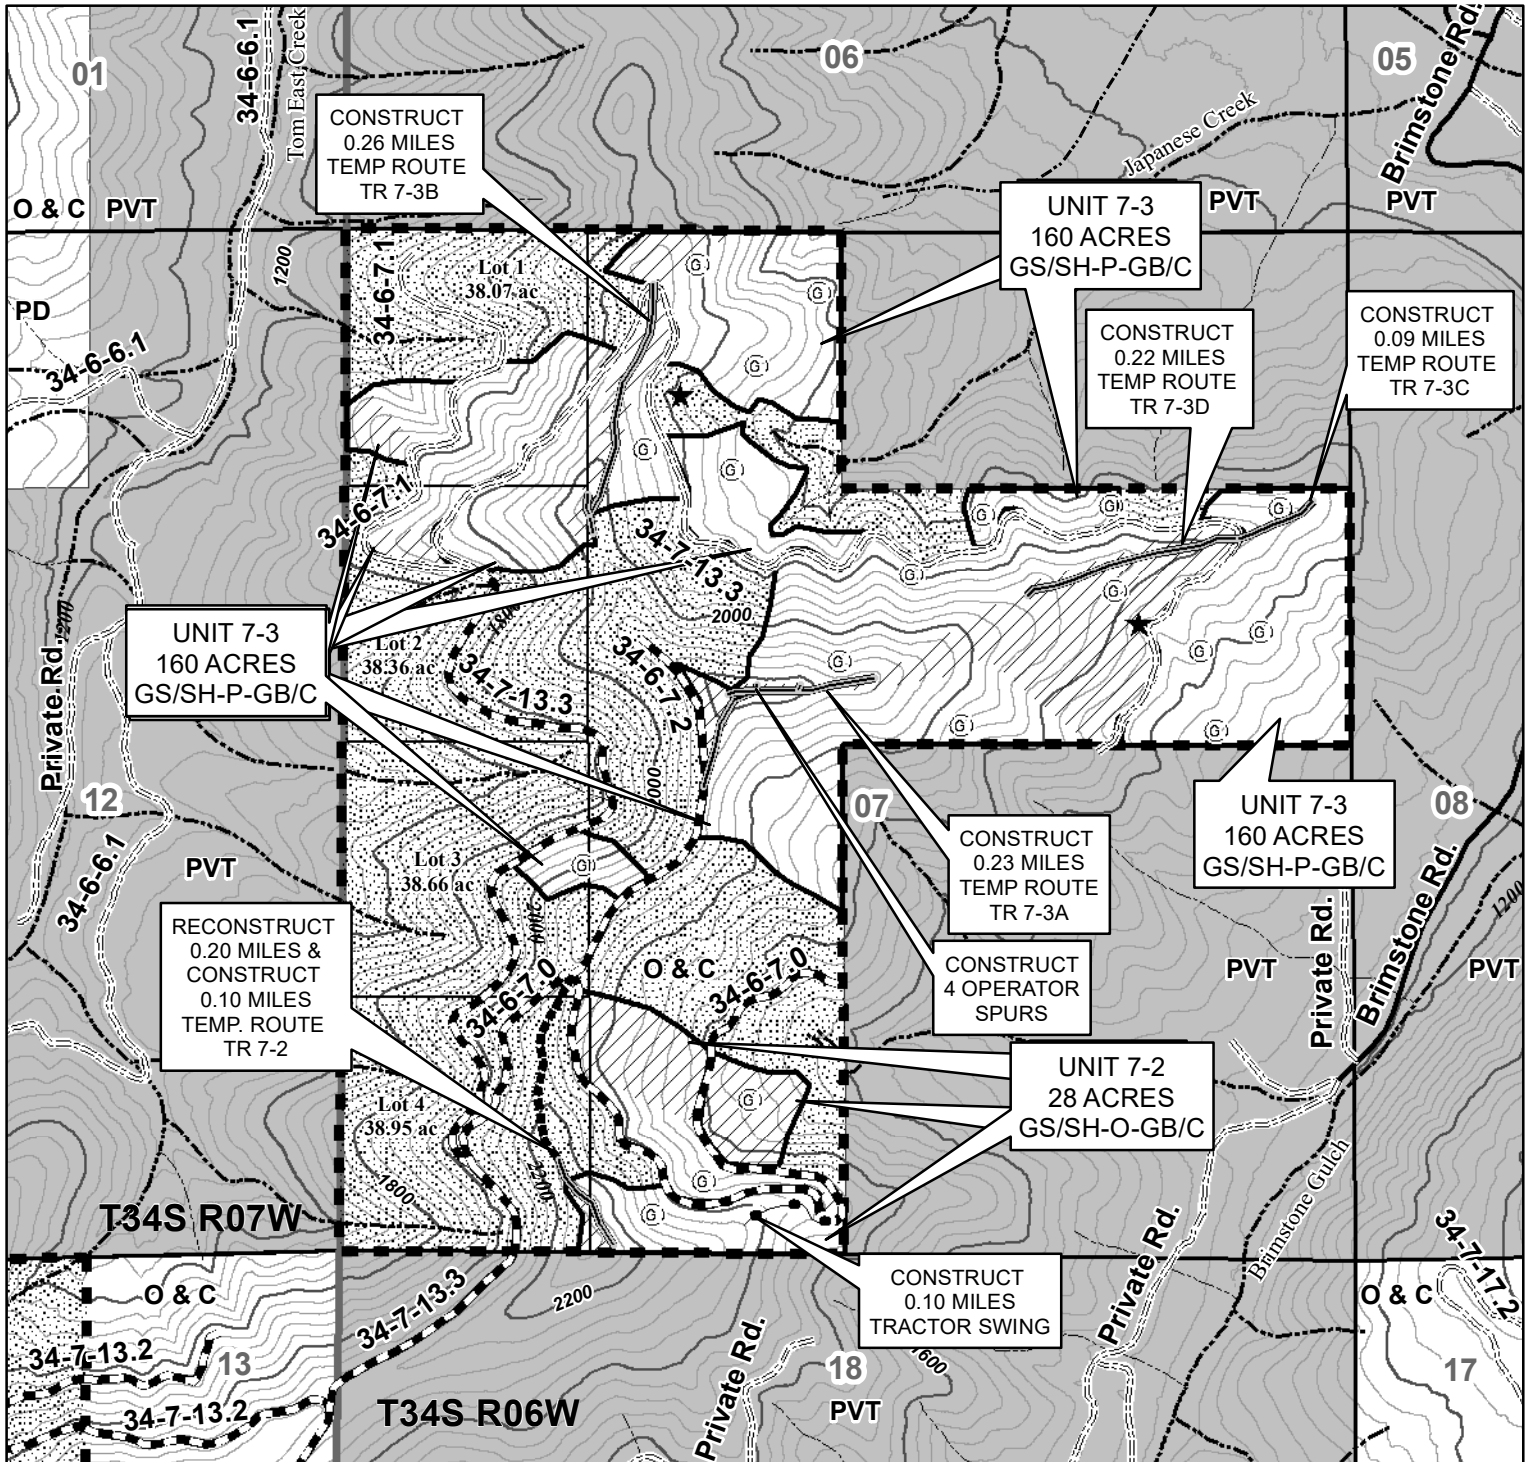 01
34-6-6.1
Tom East Creek
06
05
Brimstone Rd.
CONSTRUCT
0.26 MILES
TEMP ROUTE
TR 7-3B
Japanese Creek
O & C
PVT
UNIT 7-3
160 ACRES
GS/SH-P-GB/C
PVT
PVT
1200
34-6-7.1
Lot 1
38.07 ac
PD
34-6-6.1
CONSTRUCT
0.22 MILES
TEMP ROUTE
TR 7-3D
CONSTRUCT
0.09 MILES
TEMP ROUTE
TR 7-3C
G
G
G
G
G
G
G
G
34-6-7.1
34-7-13.3
G
G
G
G
2000
1800
UNIT 7-3
160 ACRES
GS/SH-P-GB/C
Lot 2
38.36 ac
34-7-13.3
34-6-7.2
G
G
G
Private Rd.
12
34-6-6.1
PVT
07
08
UNIT 7-3
160 ACRES
GS/SH-P-GB/C
CONSTRUCT
0.23 MILES
TEMP ROUTE
TR 7-3A
Lot 3
38.66 ac
G
2000
RECONSTRUCT
0.20 MILES &
CONSTRUCT
0.10 MILES
TEMP. ROUTE
TR 7-2
O & C
34-6-7.0
34-6-7.0
CONSTRUCT
4 OPERATOR
SPURS
PVT
Private Rd.
Brimstone Rd.
PVT
1200
UNIT 7-2
28 ACRES
GS/SH-O-GB/C
Lot 4
38.95 ac
G
G
G
1800
2200
T34S R07W
Private Rd.
Brimstone Gulch
34-7-17.2
O & C
34-7-13.3
2200
CONSTRUCT
0.10 MILES
TRACTOR SWING
O & C
34-7-13.2
13
34-7-13.2
T34S R06W
Private Rd.
18
PVT
1600
17